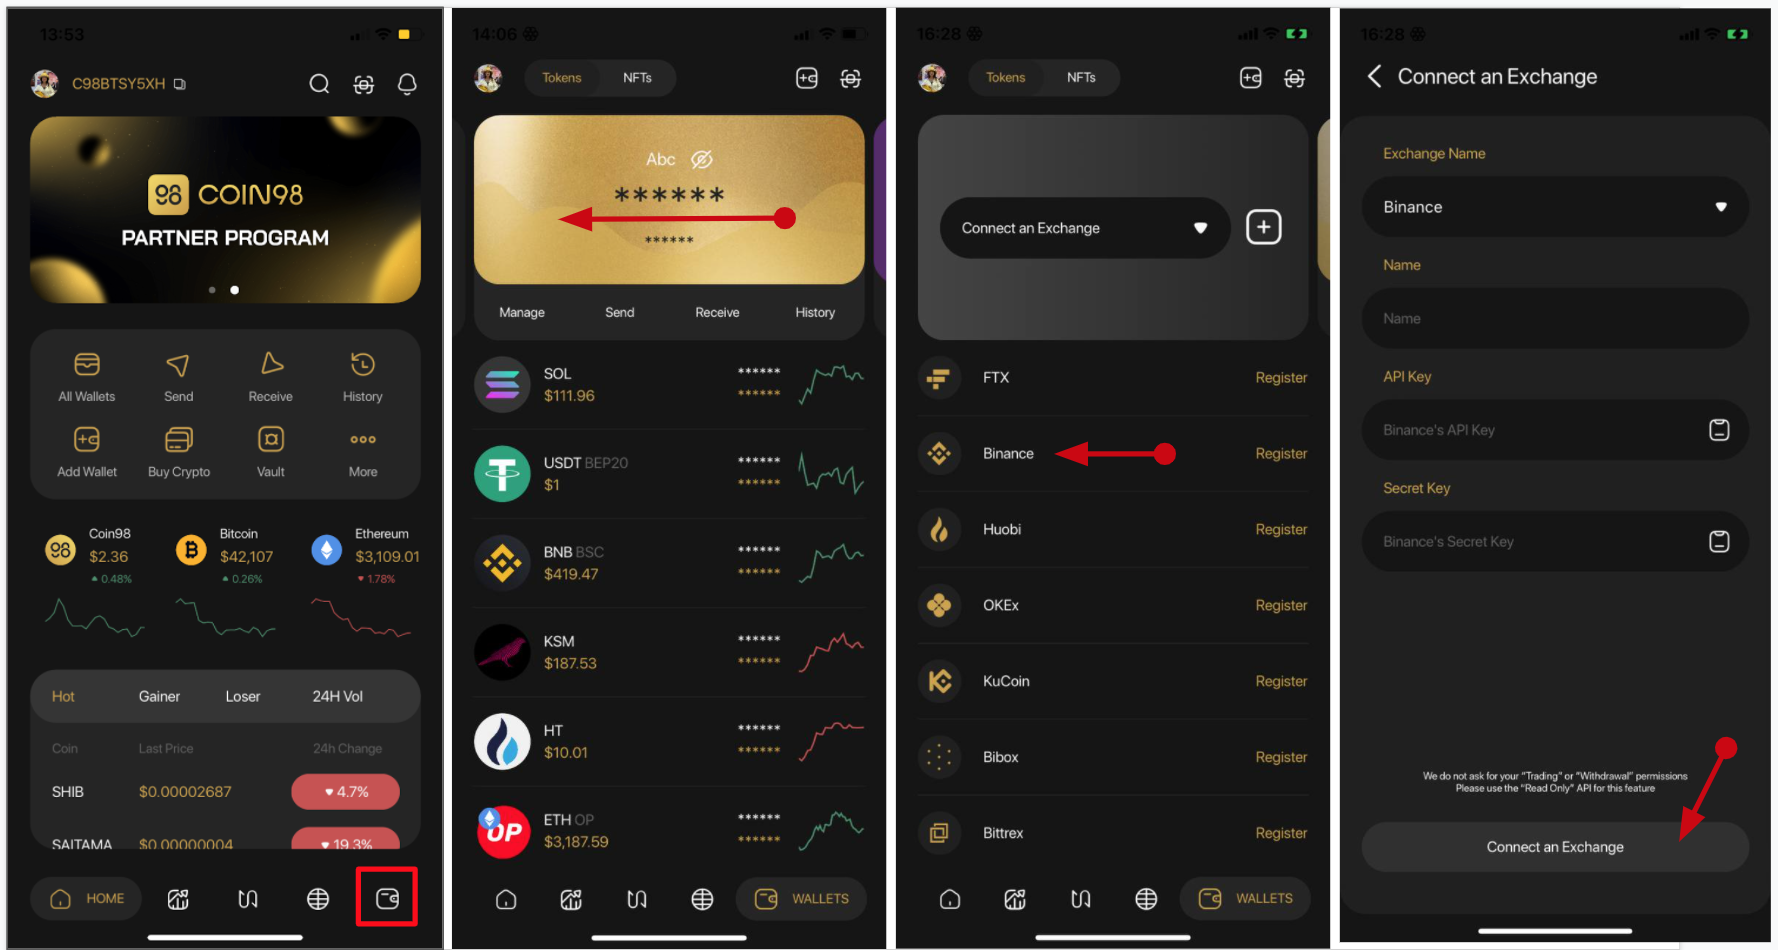 13:53
C98BTSY5XH
98 COIN98
PARTNER PROGRAM
All Wallets Send Receive History
Add Wallet Buy Crypto Vault More
98 Coin98 Bitcoin Ethereum
$2.36 $42,107 $3,109.01
0.48% 0.26% 1.78%
Hot Gainer Loser 24H Vol
Coin Last Price 24h Change
SHIB $0.00002687 4.7%
SAITAMA $0.00000004 19.3%
HOME
14:06
Tokens NFTs
Abc
******
******
Manage Send Receive History
SOL ******
$111.96 ******
USDT BEP20 ******
$1 ******
BNB BSC ******
$419.47 ******
KSM ******
$187.53 ******
HT ******
$10.01 ******
OP ETH OP ******
$3,187.59 ******
WALLETS
16:28
Tokens NFTs
Connect an Exchange
FTX Register
Binance Register
Huobi Register
OKEx Register
KuCoin Register
Bibox Register
Bittrex Register
WALLETS
16:28
Connect an Exchange
Exchange Name
Binance
Name
Name
API Key
Binance's API Key
Secret Key
Binance's Secret Key
We do not ask for your "Trading" or "Withdrawal" permissions
Please use the "Read Only" API for this feature
Connect an Exchange